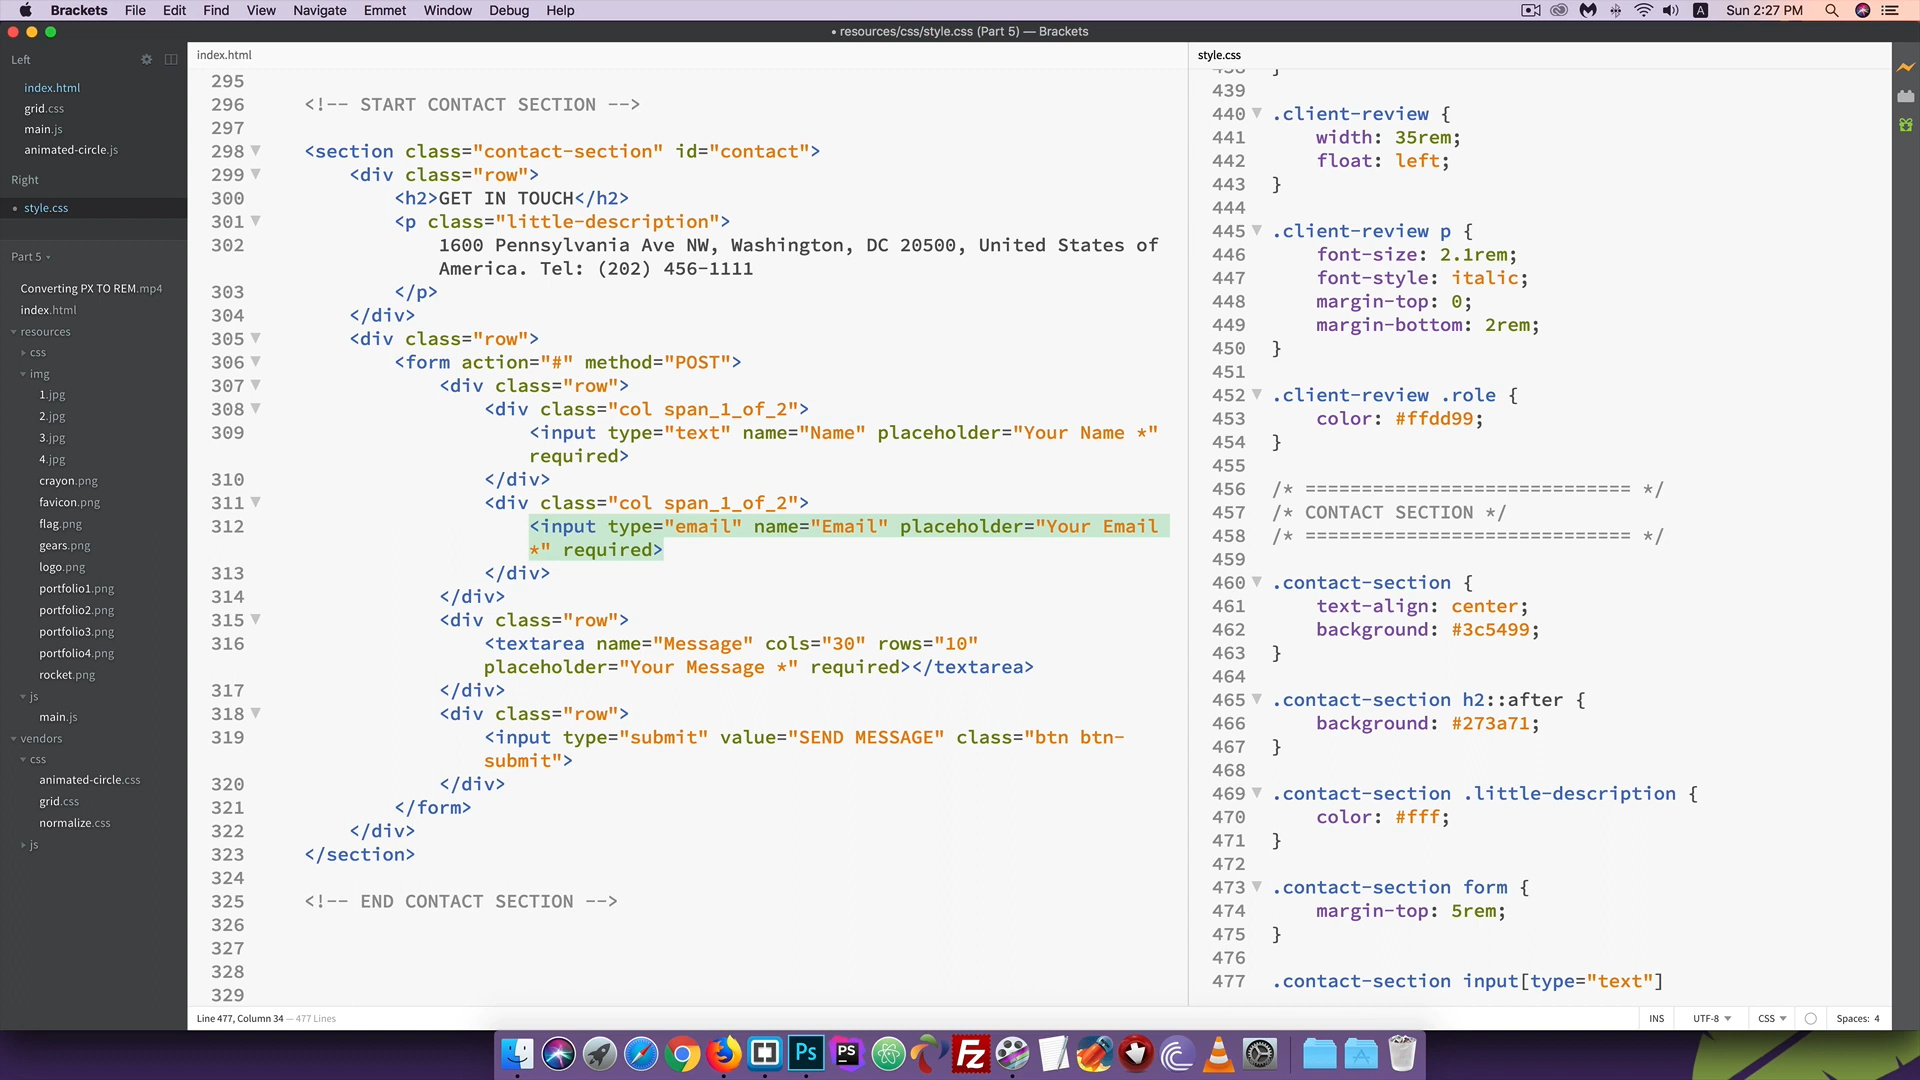 Brackets File Edit Find View Navigate Emmet Window Debug Help
A Sun 2:27 PM
• resources/css/style.css (Part 5) — Brackets
Left
index.html
grid.css
main.js
animated-circle.js
Right
• style.css
Part 5
Converting PX TO REM.mp4
index.html
resources
css
img
1.jpg
2.jpg
3.jpg
4.jpg
crayon.png
favicon.png
flag.png
gears.png
logo.png
portfolio1.png
portfolio2.png
portfolio3.png
portfolio4.png
rocket.png
js
main.js
vendors
css
animated-circle.css
grid.css
normalize.css
js
index.html
295
296 <!-- START CONTACT SECTION -->
297
298 <section class="contact-section" id="contact">
299 <div class="row">
300 <h2>GET IN TOUCH</h2>
301 <p class="little-description">
302 1600 Pennsylvania Ave NW, Washington, DC 20500, United States of
America. Tel: (202) 456-1111
303 </p>
304 </div>
305 <div class="row">
306 <form action="#" method="POST">
307 <div class="row">
308 <div class="col span_1_of_2">
309 <input type="text" name="Name" placeholder="Your Name *"
required>
310 </div>
311 <div class="col span_1_of_2">
312 <input type="email" name="Email" placeholder="Your Email
*" required>
313 </div>
314 </div>
315 <div class="row">
316 <textarea name="Message" cols="30" rows="10"
placeholder="Your Message *" required></textarea>
317 </div>
318 <div class="row">
319 <input type="submit" value="SEND MESSAGE" class="btn btn-
submit">
320 </div>
321 </form>
322 </div>
323 </section>
324
325 <!-- END CONTACT SECTION -->
326
327
328
329
style.css
438 }
439
440 .client-review {
441 width: 35rem;
442 float: left;
443 }
444
445 .client-review p {
446 font-size: 2.1rem;
447 font-style: italic;
448 margin-top: 0;
449 margin-bottom: 2rem;
450 }
451
452 .client-review .role {
453 color: #ffdd99;
454 }
455
456 /* ============================= */
457 /* CONTACT SECTION */
458 /* ============================= */
459
460 .contact-section {
461 text-align: center;
462 background: #3c5499;
463 }
464
465 .contact-section h2::after {
466 background: #273a71;
467 }
468
469 .contact-section .little-description {
470 color: #fff;
471 }
472
473 .contact-section form {
474 margin-top: 5rem;
475 }
476
477 .contact-section input[type="text"]
Line 477, Column 34 — 477 Lines
INS UTF-8 CSS Spaces: 4
Ps PS FZ